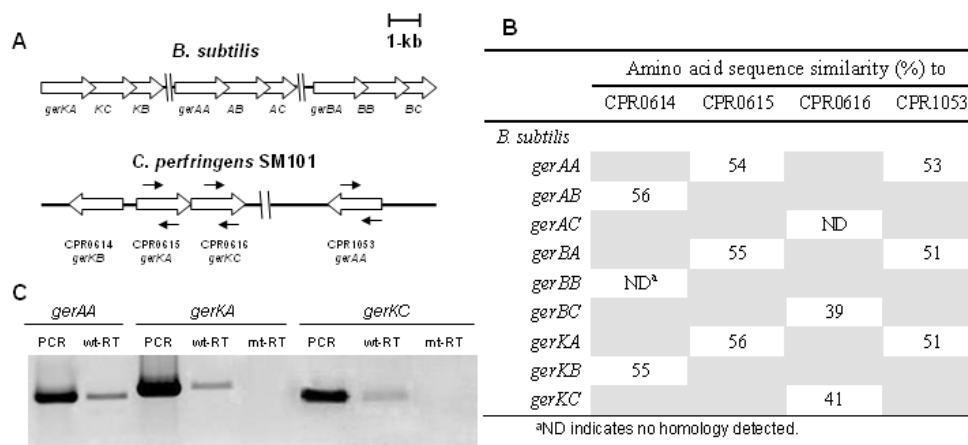 A
1-kb
B. subtilis
gerKA KC KB gerAA AB AC gerBA BB BC
C. perfringens SM101
CPR0614 CPR0615 CPR0616 CPR1053
gerKB gerKA gerKC gerAA
B
Amino acid sequence similarity (%) to
CPR0614 CPR0615 CPR0616 CPR1053
B. subtilis
gerAA 54 53
gerAB 56
gerAC ND
gerBA 55 51
gerBB NDa
gerBC 39
gerKA 56 51
gerKB 55
gerKC 41
aND indicates no homology detected.
C
gerAA gerKA gerKC
PCR wt-RT PCR wt-RT mt-RT PCR wt-RT mt-RT